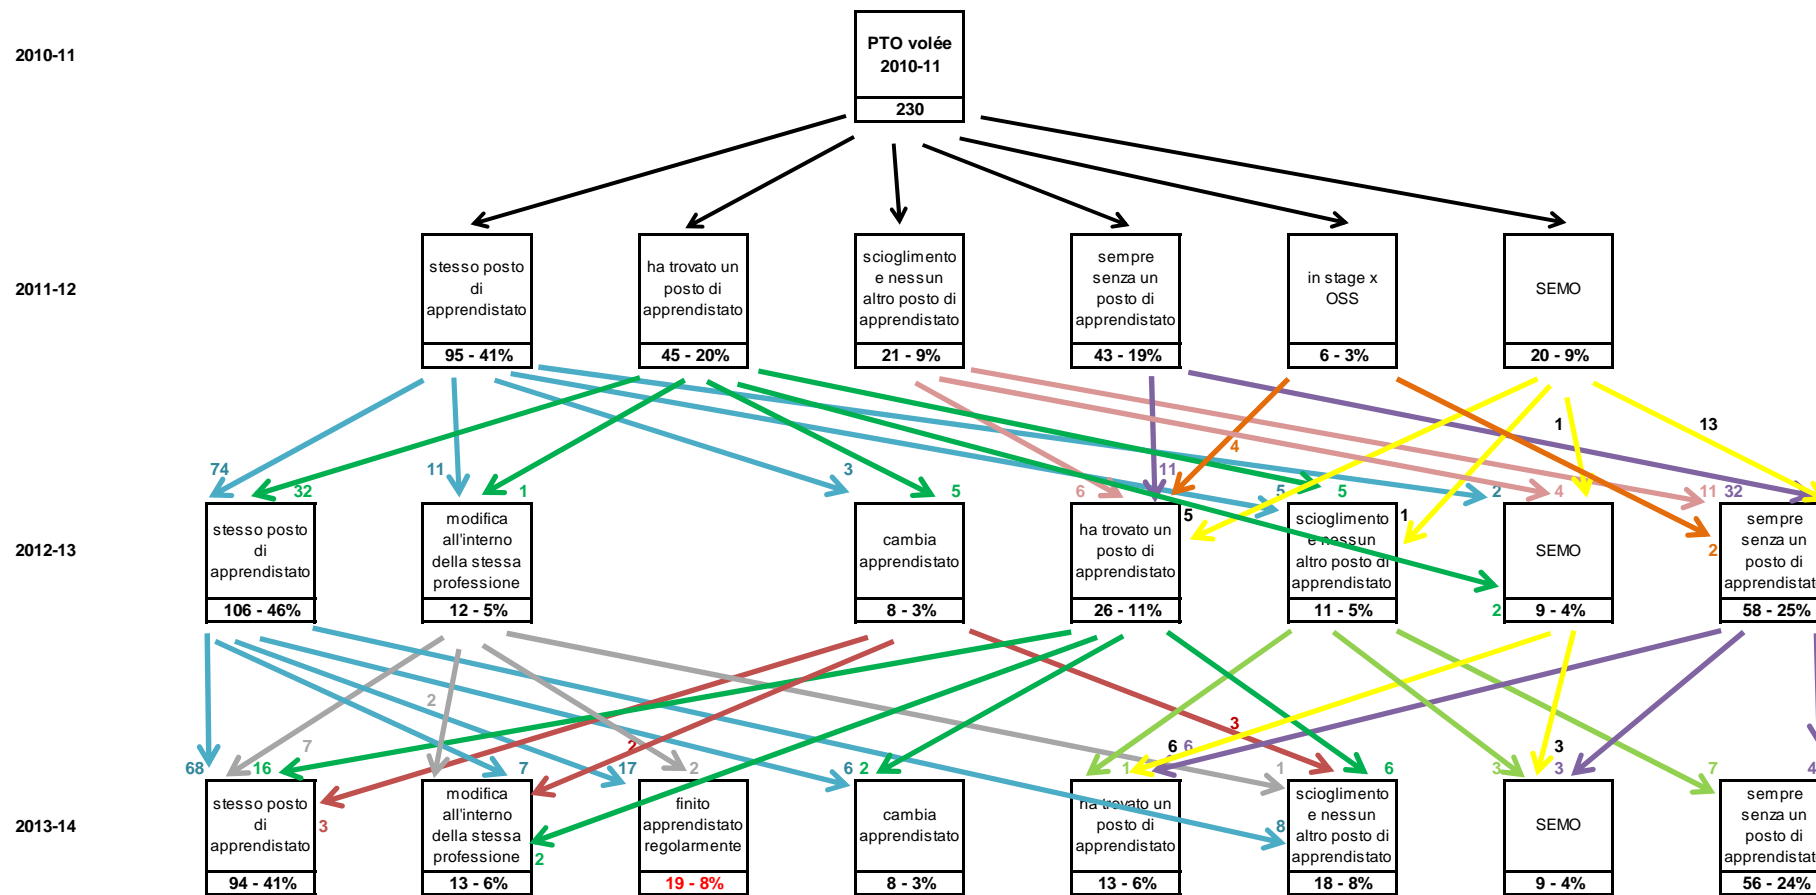 2010-11
PTO volée
2010-11
230
2011-12
stesso posto
di
apprendistato
95 - 41%
ha trovato un
posto di
apprendistato
45 - 20%
scioglimento
e nessun
altro posto di
apprendistato
21 - 9%
sempre
senza un
posto di
apprendistato
43 - 19%
in stage x
OSS
6 - 3%
SEMO
20 - 9%
74
32
11
1
3
5
6
11
4
5
5
5
1
2
4
1
13
11
32
2
2
2012-13
stesso posto
di
apprendistato
106 - 46%
modifica
all'interno
della stessa
professione
12 - 5%
cambia
apprendistato
8 - 3%
ha trovato un
posto di
apprendistato
26 - 11%
scioglimento
e nessun
altro posto di
apprendistato
11 - 5%
SEMO
9 - 4%
sempre
senza un
posto di
apprendistat
58 - 25%
68
16
7
3
2
7
2
2
17
2
6
2
1
6
6
1
3
6
8
3
3
3
7
4
2013-14
stesso posto
di
apprendistato
94 - 41%
modifica
all'interno
della stessa
professione
13 - 6%
finito
apprendistato
regolarmente
19 - 8%
cambia
apprendistato
8 - 3%
ha trovato un
posto di
apprendistato
13 - 6%
scioglimento
e nessun
altro posto di
apprendistato
18 - 8%
SEMO
9 - 4%
sempre
senza un
posto di
apprendistat
56 - 24%